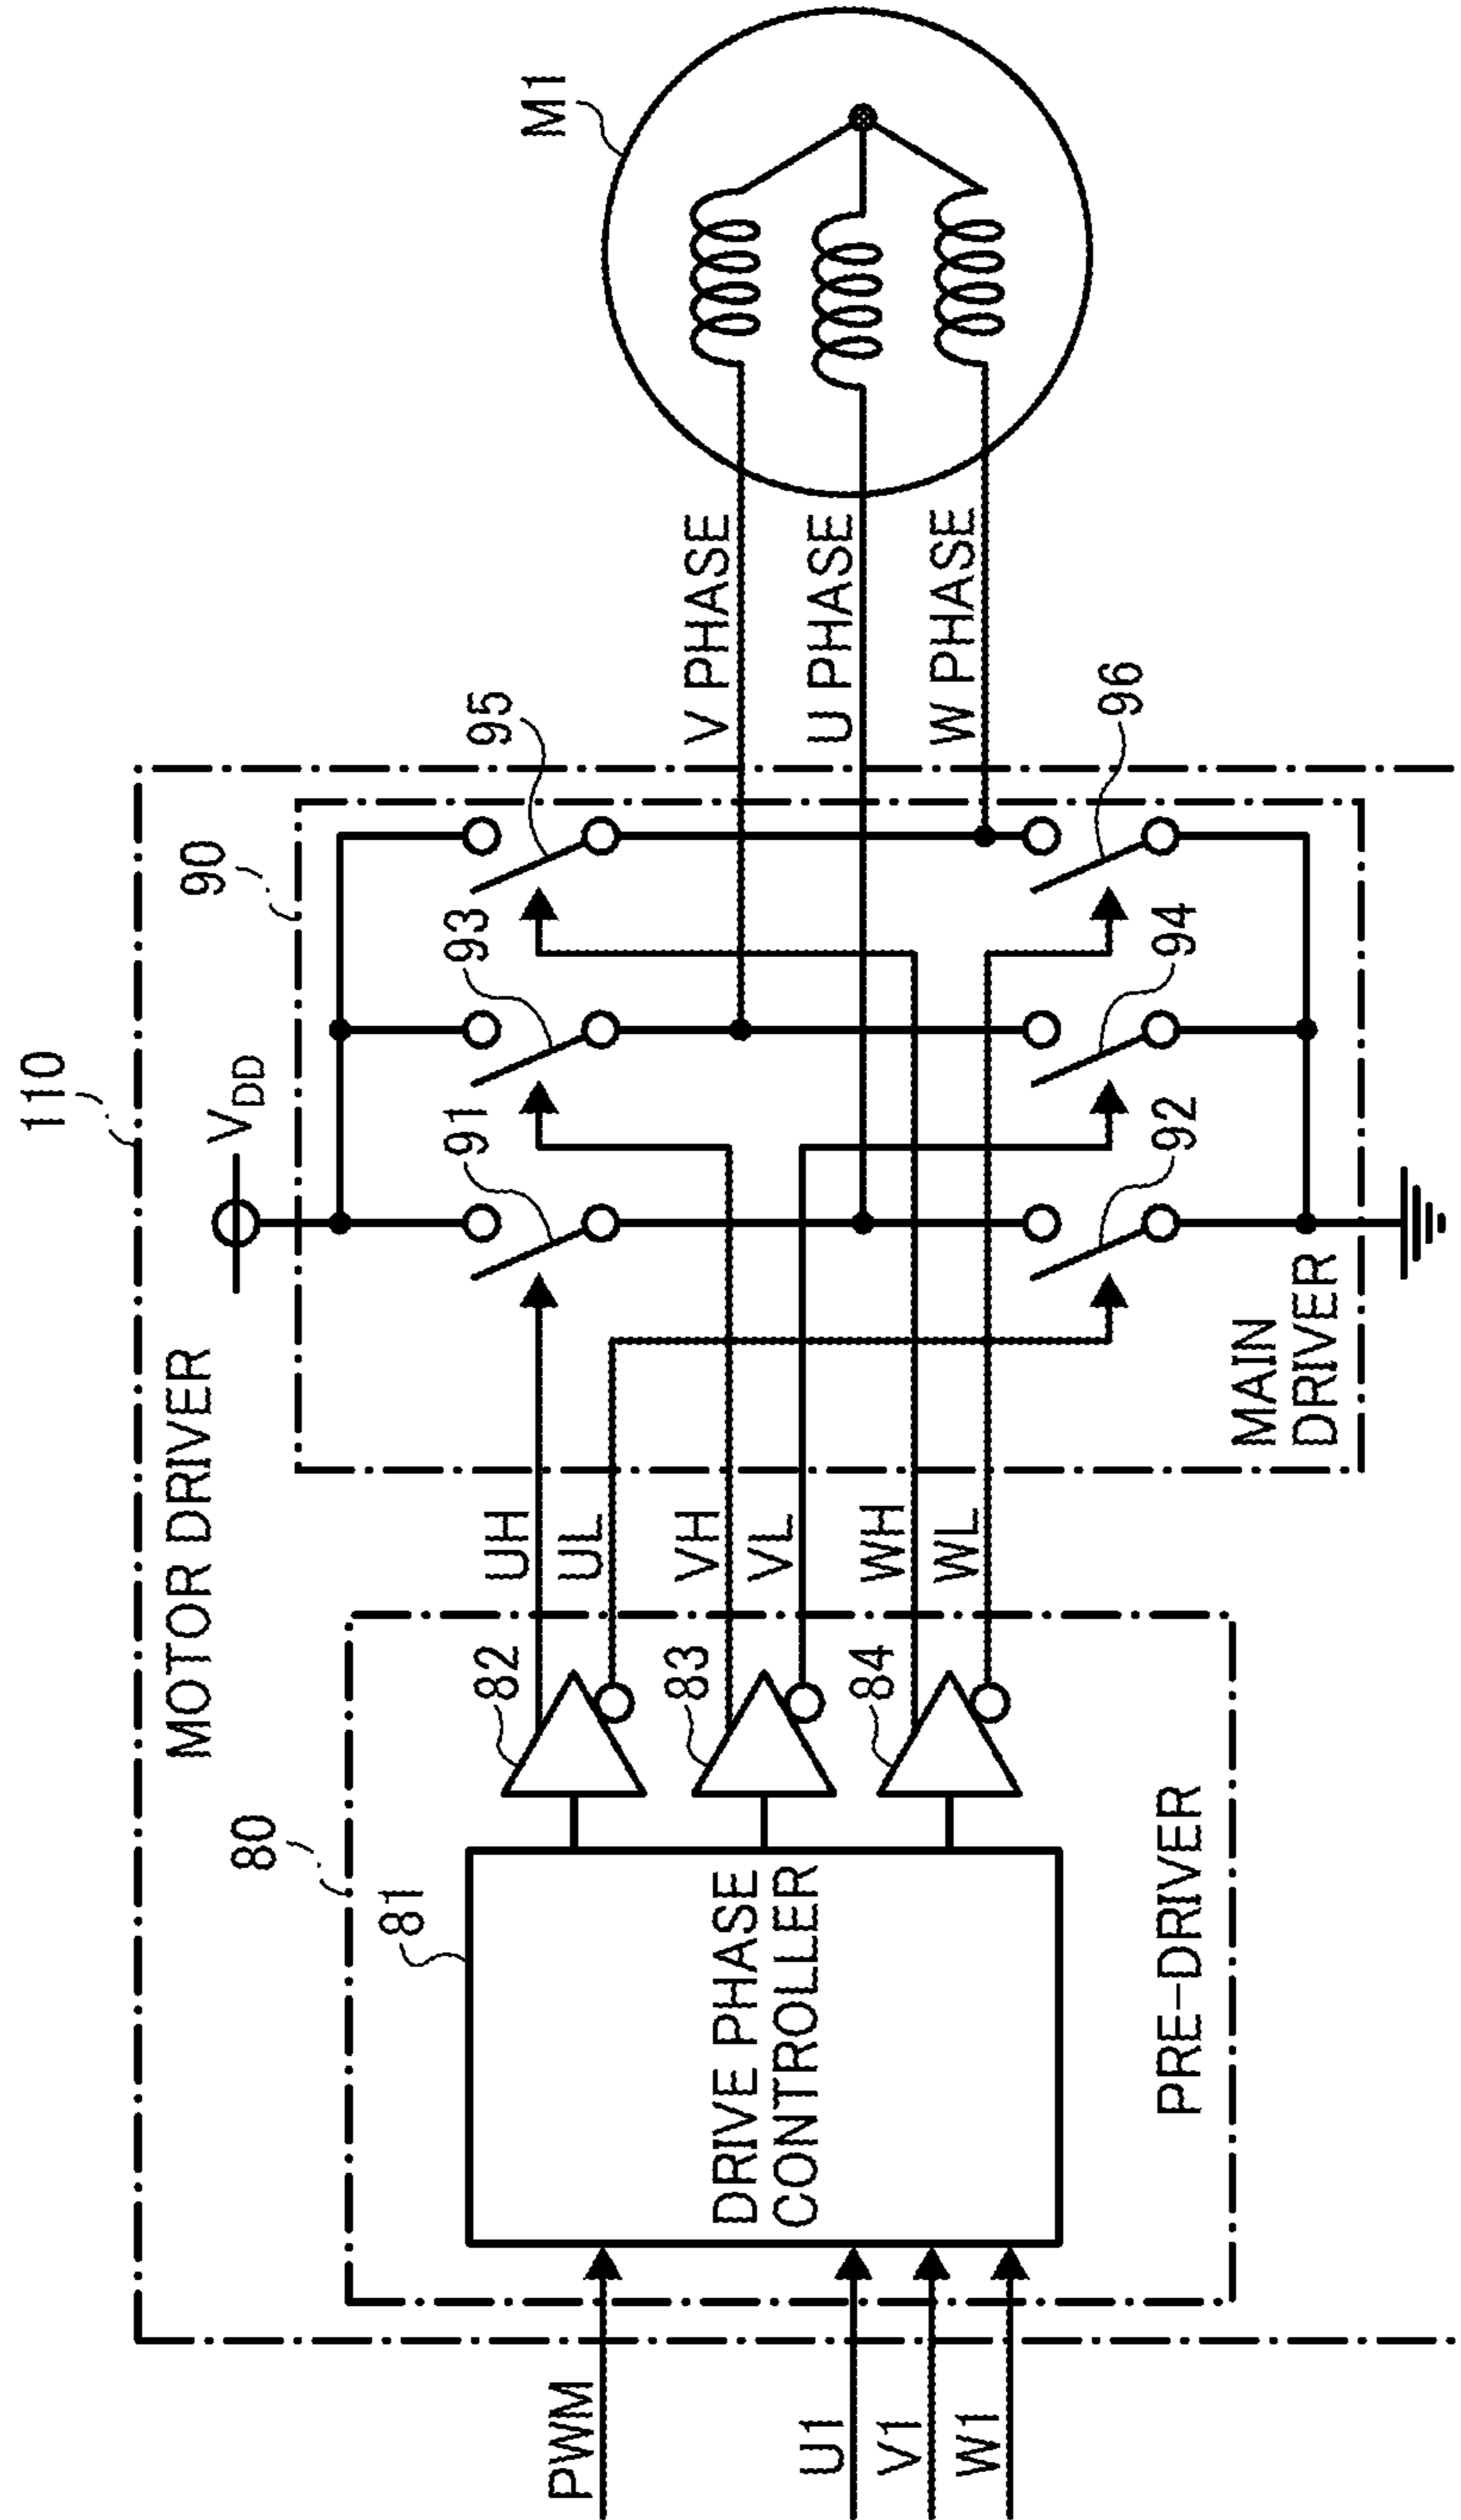 110
MOTOR DRIVER
VDD
90
80
81
82
UH
UL
83
VH
VL
84
WH
WL
91
93
95
92
94
96
PWM
U1
V1
W1
DRIVE PHASE
CONTROLLER
PRE-DRIVER
MAIN
DRIVER
V PHASE
U PHASE
W PHASE
M1